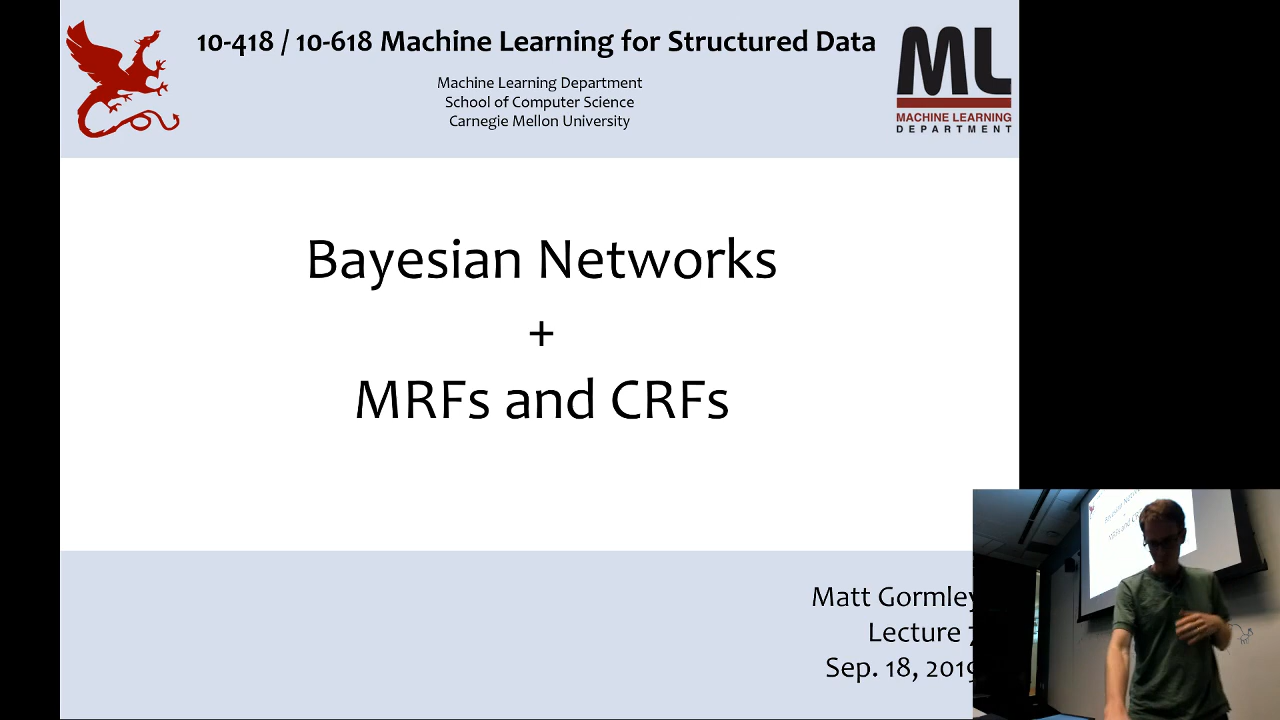 10-418 / 10-618 Machine Learning for Structured Data
Machine Learning Department
School of Computer Science
Carnegie Mellon University
ML
MACHINE LEARNING
DEPARTMENT
Bayesian Networks
+
MRFs and CRFs
Matt Gormley
Lecture 7
Sep. 18, 2019